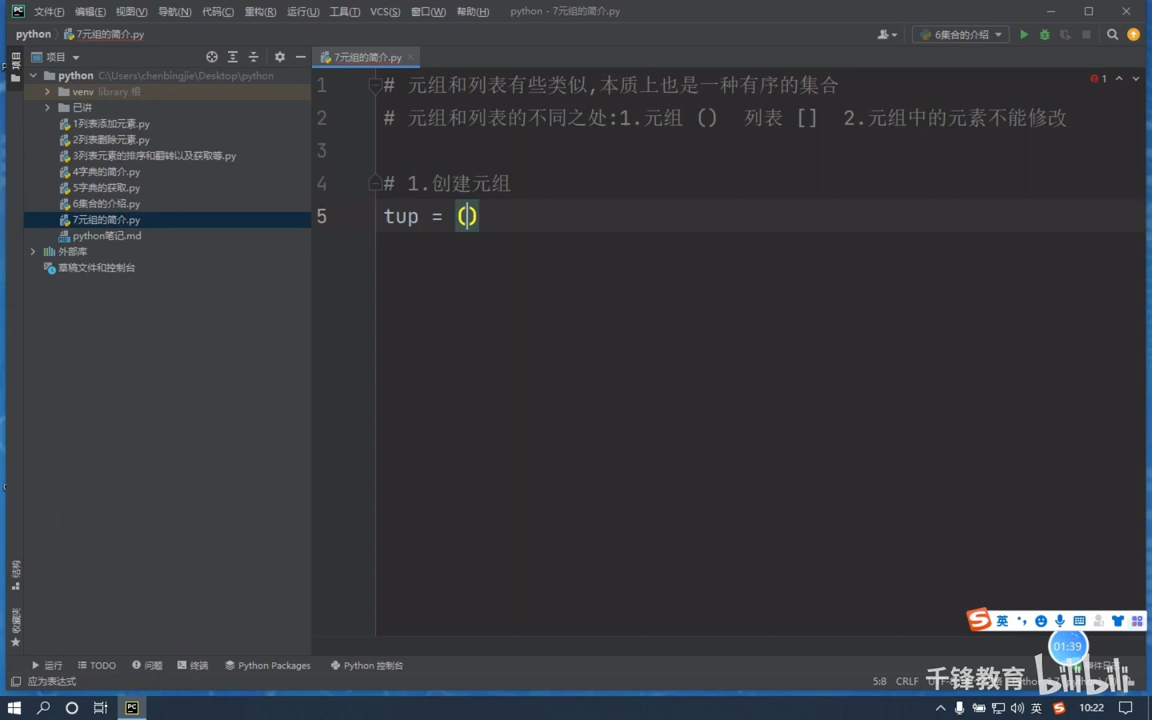 文件(F) 编辑(E) 视图(V) 导航(N) 代码(C) 重构(R) 运行(U) 工具(T) VCS(S) 窗口(W) 帮助(H) python - 7元组的简介.py
python 7元组的简介.py 6集合的介绍
项目 7元组的简介.py
python C:\Users\chenbingjie\Desktop\python
venv library 根
已讲
1列表添加元素.py
2列表删除元素.py
3列表元素的排序和翻转以及获取等.py
4字典的简介.py
5字典的获取.py
6集合的介绍.py
7元组的简介.py
python笔记.md
外部库
草稿文件和控制台
1 # 元组和列表有些类似,本质上也是一种有序的集合 1
2 # 元组和列表的不同之处:1.元组 () 列表 [] 2.元组中的元素不能修改
3
4 # 1.创建元组
5 tup = ()
项目
结构
收藏夹
英
01:39
运行 TODO 问题 终端 Python Packages Python 控制台
应为表达式 5:8 CRLF
千锋教育 bilibili
英 10:22